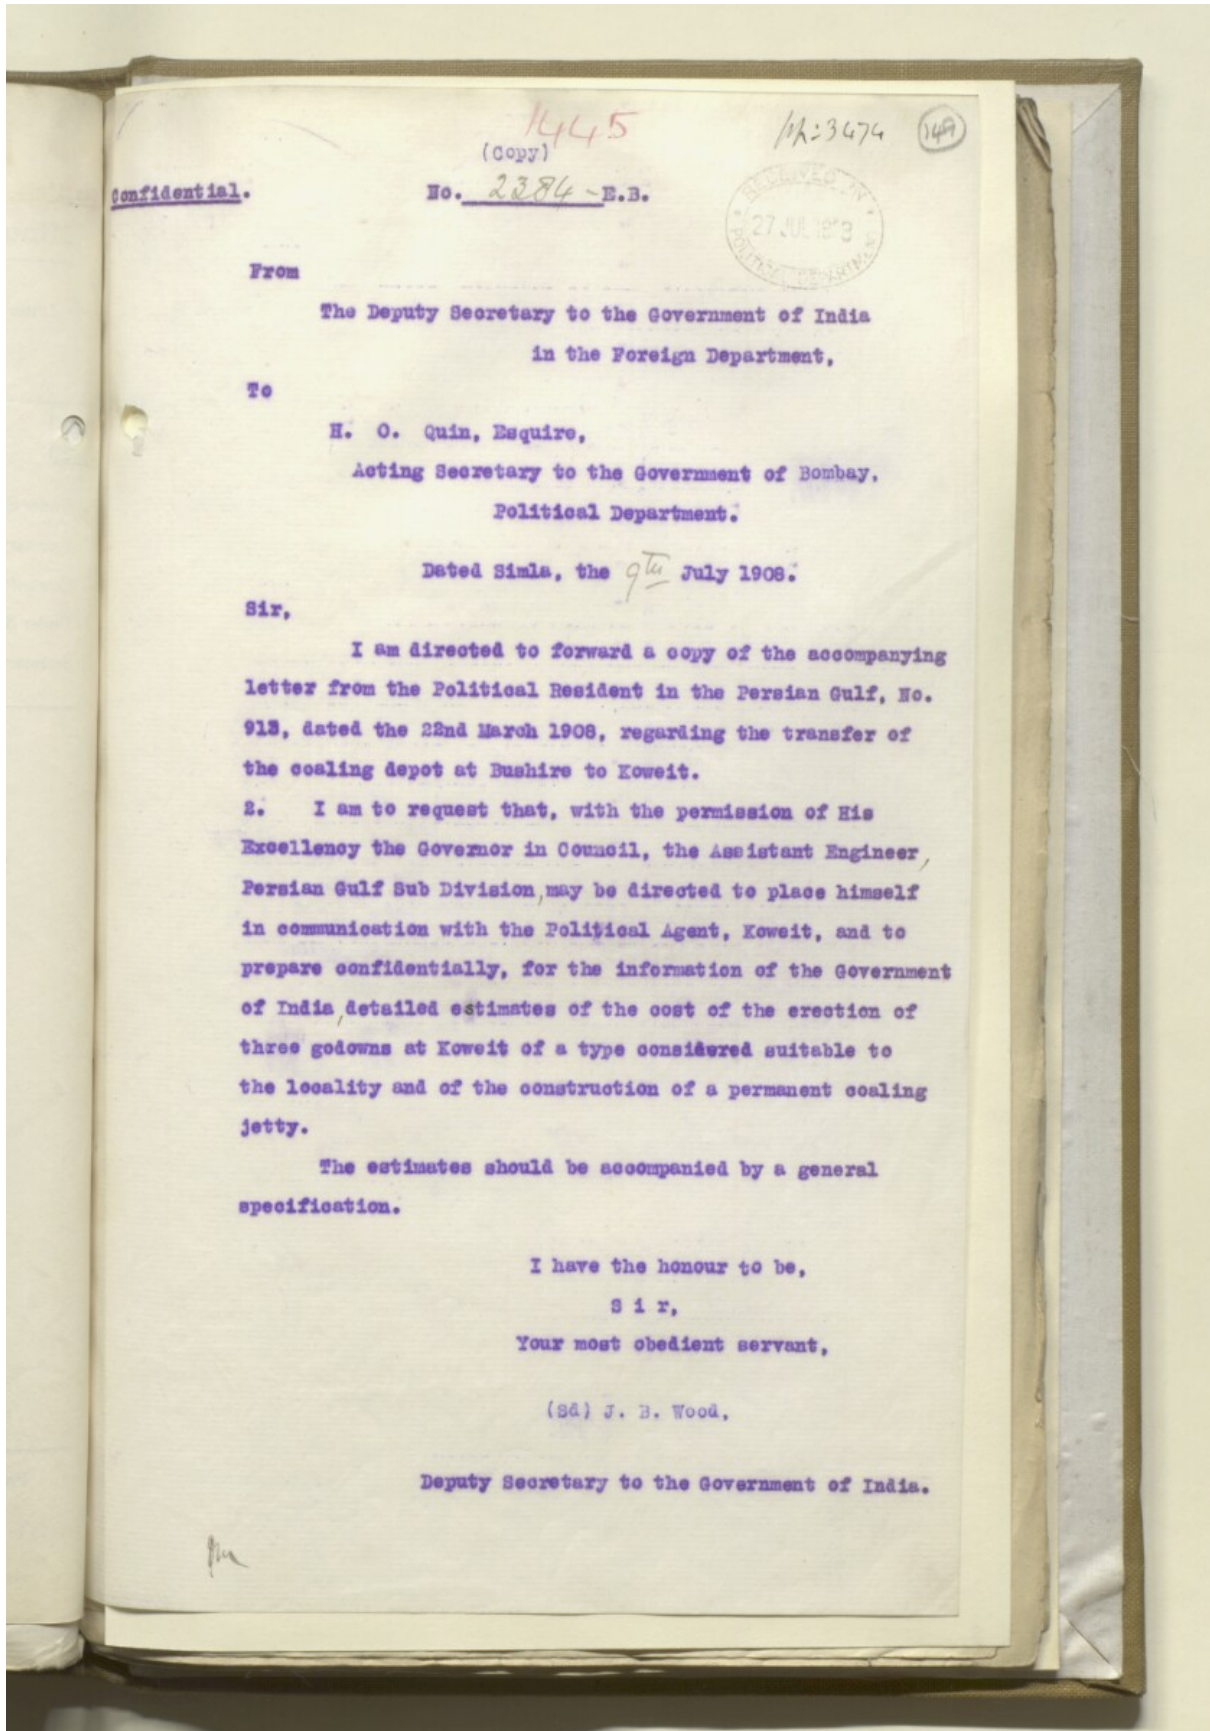 1445
3474
(Copy)
Confidential.
No. 2384-E.B.
RECEIVED IN
27 JUL 1908
POLITICAL DEPARTMENT
From
The Deputy Secretary to the Government of India
in the Foreign Department,
To
H. O. Quin, Esquire,
Acting Secretary to the Government of Bombay,
Political Department.
Dated Simla, the 9th July 1908.
Sir,
I am directed to forward a copy of the accompanying
letter from the Political Resident in the Persian Gulf, No.
913, dated the 22nd March 1908, regarding the transfer of
the coaling depot at Bushire to Koweit.
2. I am to request that, with the permission of His
Excellency the Governor in Council, the Assistant Engineer,
Persian Gulf Sub Division, may be directed to place himself
in communication with the Political Agent, Koweit, and to
prepare confidentially, for the information of the Government
of India, detailed estimates of the cost of the erection of
three godowns at Koweit of a type considered suitable to
the locality and of the construction of a permanent coaling
jetty.
The estimates should be accompanied by a general
specification.
I have the honour to be,
S i r,
Your most obedient servant,
(Sd) J. B. Wood,
Deputy Secretary to the Government of India.